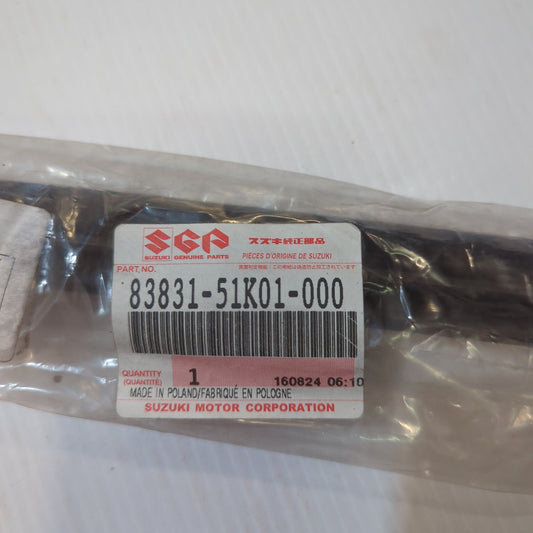 SGP スズキ純正部品
SUZUKI GENUINE PARTS PIÈCES D'ORIGINE DE SUZUKI
PART NO.
83831-51K01-000
QUANTITY
(QUANTITÉ)
1
160824 06:10
MADE IN POLAND/FABRIQUÉ EN POLOGNE
SUZUKI MOTOR CORPORATION